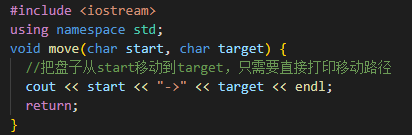 #include <iostream>
using namespace std;
void move(char start, char target) {
    //把盘子从start移动到target，只需要直接打印移动路径
    cout << start << "->" << target << endl;
    return;
}